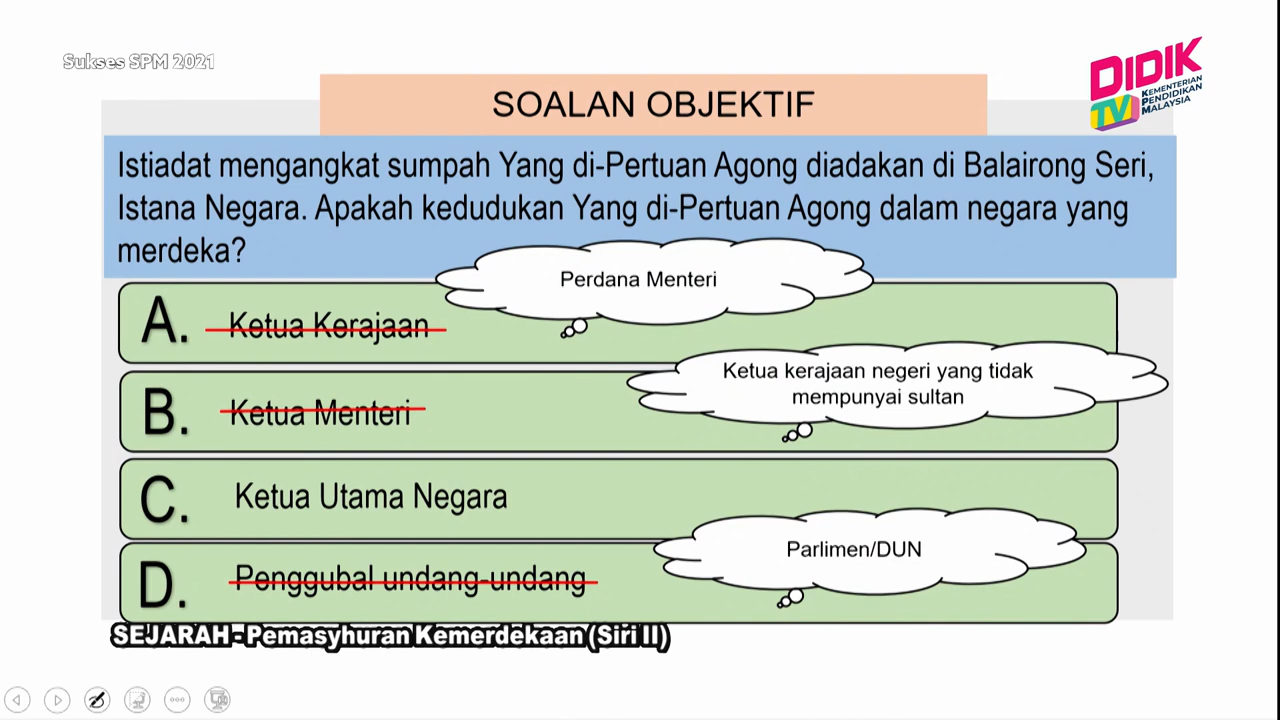 Sukses SPM 2021
DIDIK
TV
KEMENTERIAN
PENDIDIKAN
MALAYSIA
SOALAN OBJEKTIF
Istiadat mengangkat sumpah Yang di-Pertuan Agong diadakan di Balairong Seri,
Istana Negara. Apakah kedudukan Yang di-Pertuan Agong dalam negara yang
merdeka?
Perdana Menteri
A. Ketua Kerajaan
Ketua kerajaan negeri yang tidak
mempunyai sultan
B. Ketua Menteri
C. Ketua Utama Negara
Parlimen/DUN
D. Penggubal undang-undang
SEJARAH - Pemasyhuran Kemerdekaan (Siri II)